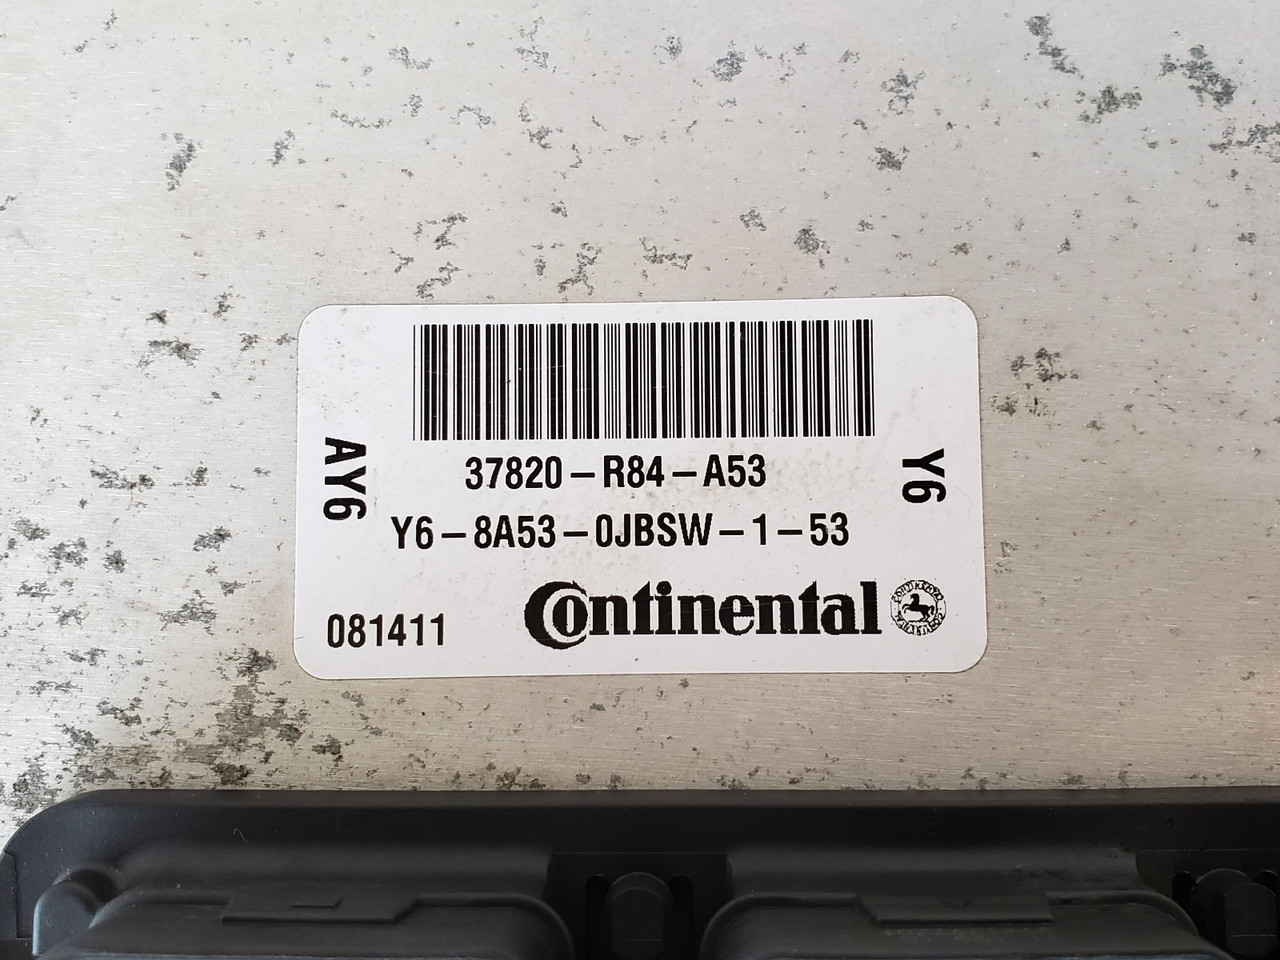 AY6
37820-R84-A53
Y6
Y6-8A53-0JBSW-1-53
081411
Continental